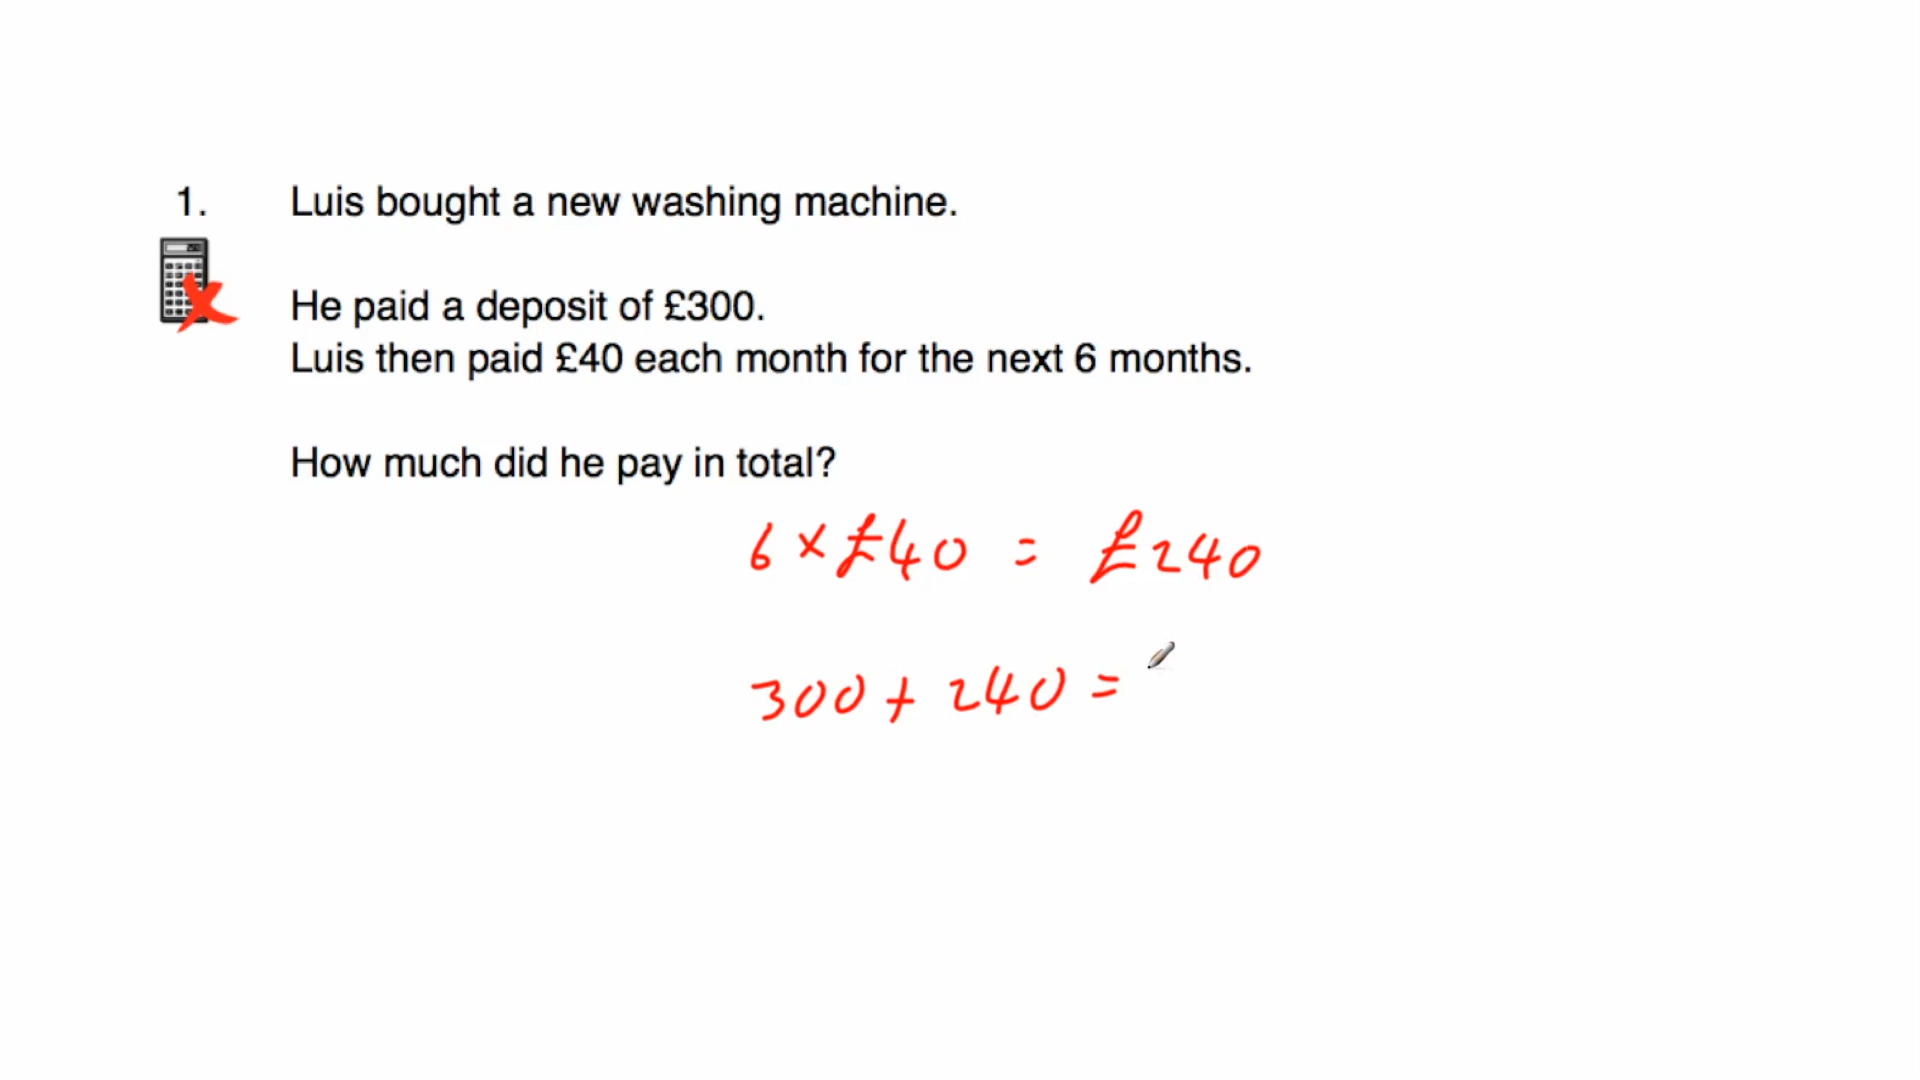 1. Luis bought a new washing machine.
He paid a deposit of £300.
Luis then paid £40 each month for the next 6 months.
How much did he pay in total?
6 × £40 = £240
300 + 240 =